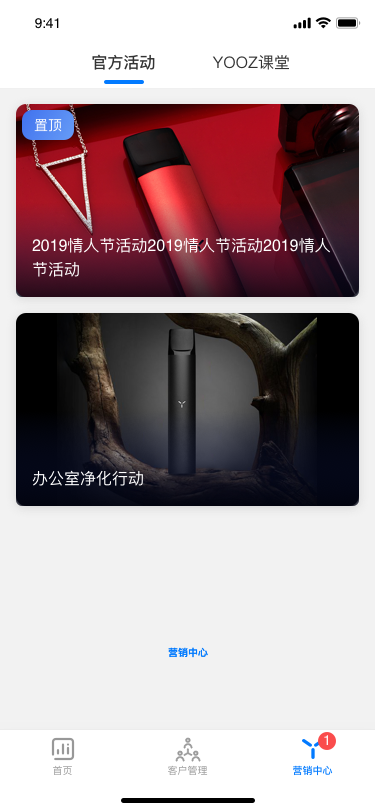 9:41
官方活动
YOOZ课堂
置顶
2019情人节活动2019情人节活动2019情人
节活动
办公室净化行动
营销中心
1
首页
客户管理
营销中心